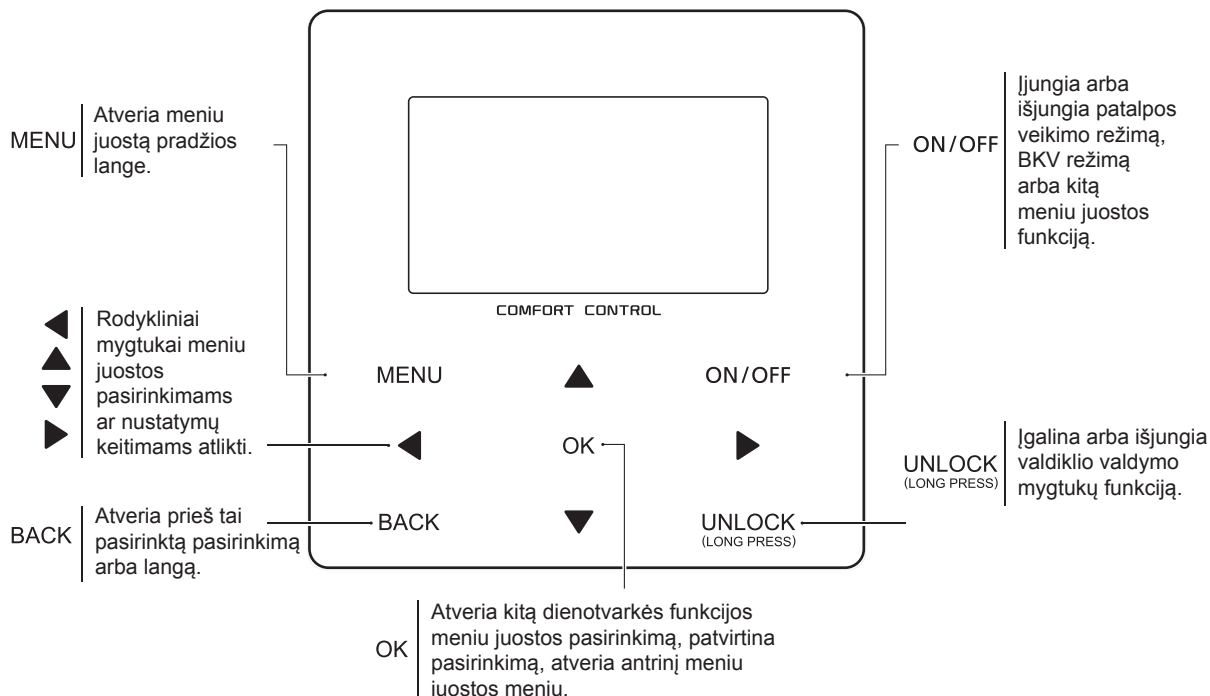 MENU
Atveria meniu
juostą pradžios
lange.
Rodykliniai
mygtukai meniu
juostos
pasirinkimams
ar nustatymų
keitimams atlikti.
BACK
Atveria prieš tai
pasirinktą pasirinkimą
arba langą.
COMFORT CONTROL
MENU
ON/OFF
OK
BACK
UNLOCK
(LONG PRESS)
ON/OFF
Įjungia arba
išjungia patalpos
veikimo režimą,
BKV režimą
arba kitą
meniu juostos
funkciją.
UNLOCK
(LONG PRESS)
Įgalina arba išjungia
valdiklio valdymo
mygtukų funkciją.
OK
Atveria kitą dienotvarkės funkcijos
meniu juostos pasirinkimą, patvirtina
pasirinkimą, atveria antrinį meniu
juostos meniu.